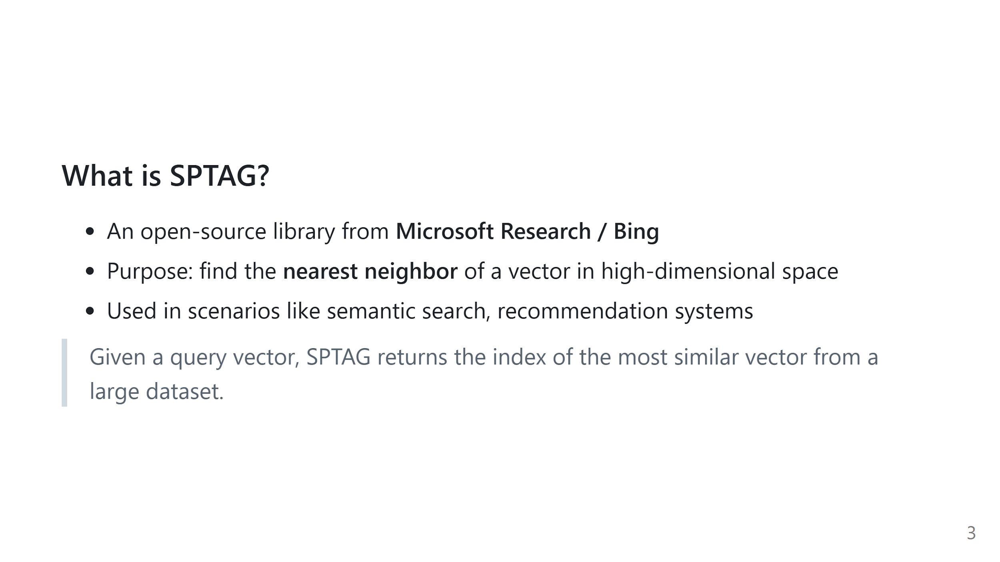 What is SPTAG?
• An open-source library from Microsoft Research / Bing
• Purpose: find the nearest neighbor of a vector in high-dimensional space
• Used in scenarios like semantic search, recommendation systems
Given a query vector, SPTAG returns the index of the most similar vector from a
large dataset.
3